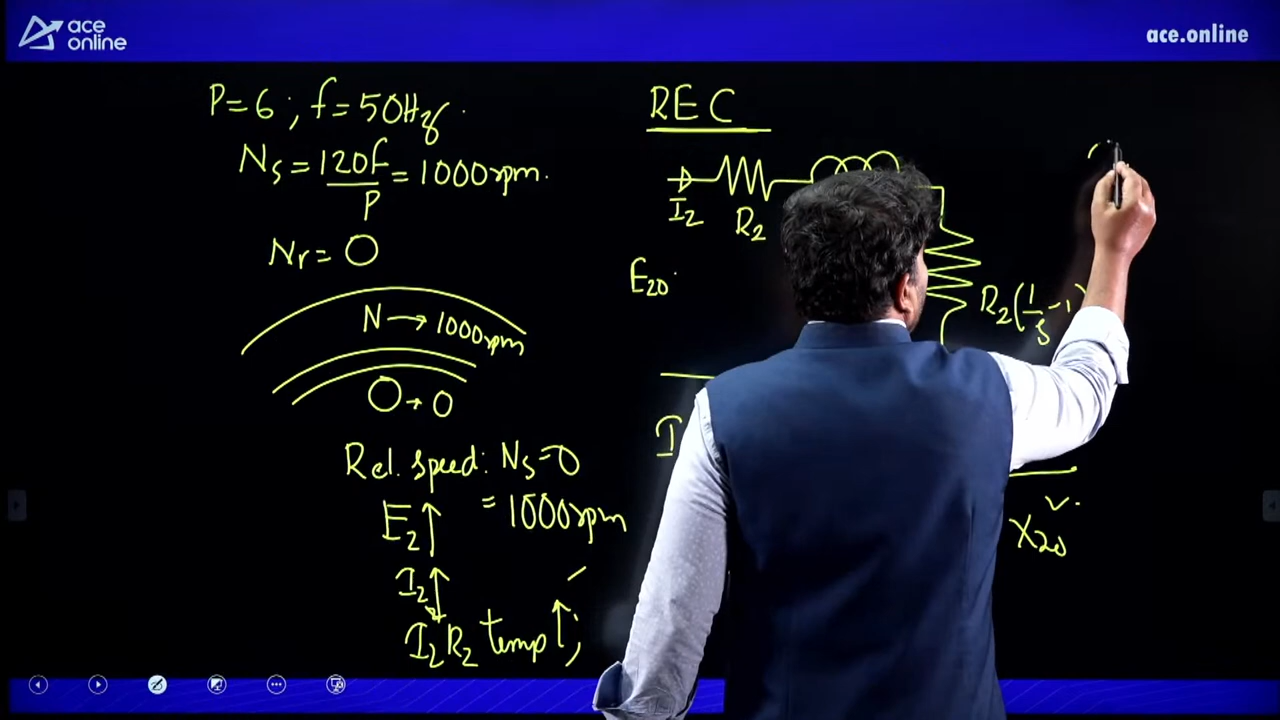 ace online
ace.online
P=6 ; f=50Hz
Ns = 120f/P = 1000rpm.
Nr = 0
N → 1000rpm
0 → 0
Rel. speed: Ns-0
= 1000rpm
E2 ↑
I2 ↑
I2R2 temp ↑;
REC
I2
R2
E20
R2(1/s -1)
I
X20